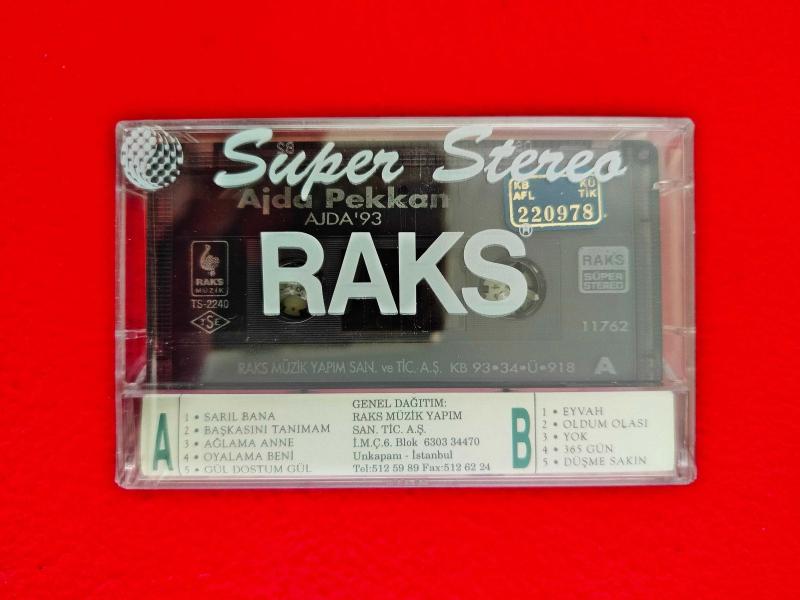 Super Stereo
Ajda Pekkan
AJDA'93
KB KÜ
AFL TİK
220978
RAKS
RAKS
MÜZİK
TS-2240
TSE
RAKS
SÜPER
STEREO
11762
RAKS MÜZİK YAPIM SAN. ve TİC. A.Ş. KB 93•34•Ü•918 A
A
1 • SARIL BANA
2 • BAŞKASINI TANIMAM
3 • AĞLAMA ANNE
4 • OYALAMA BENİ
5 • GÜL DOSTUM GÜL
GENEL DAĞITIM:
RAKS MÜZİK YAPIM
SAN. TİC. A.Ş.
İ.M.Ç.6. Blok 6303 34470
Unkapanı - İstanbul
Tel:512 59 89 Fax:512 62 24
B
1 • EYVAH
2 • OLDUM OLASI
3 • YOK
4 • 365 GÜN
5 • DÜŞME SAKIN